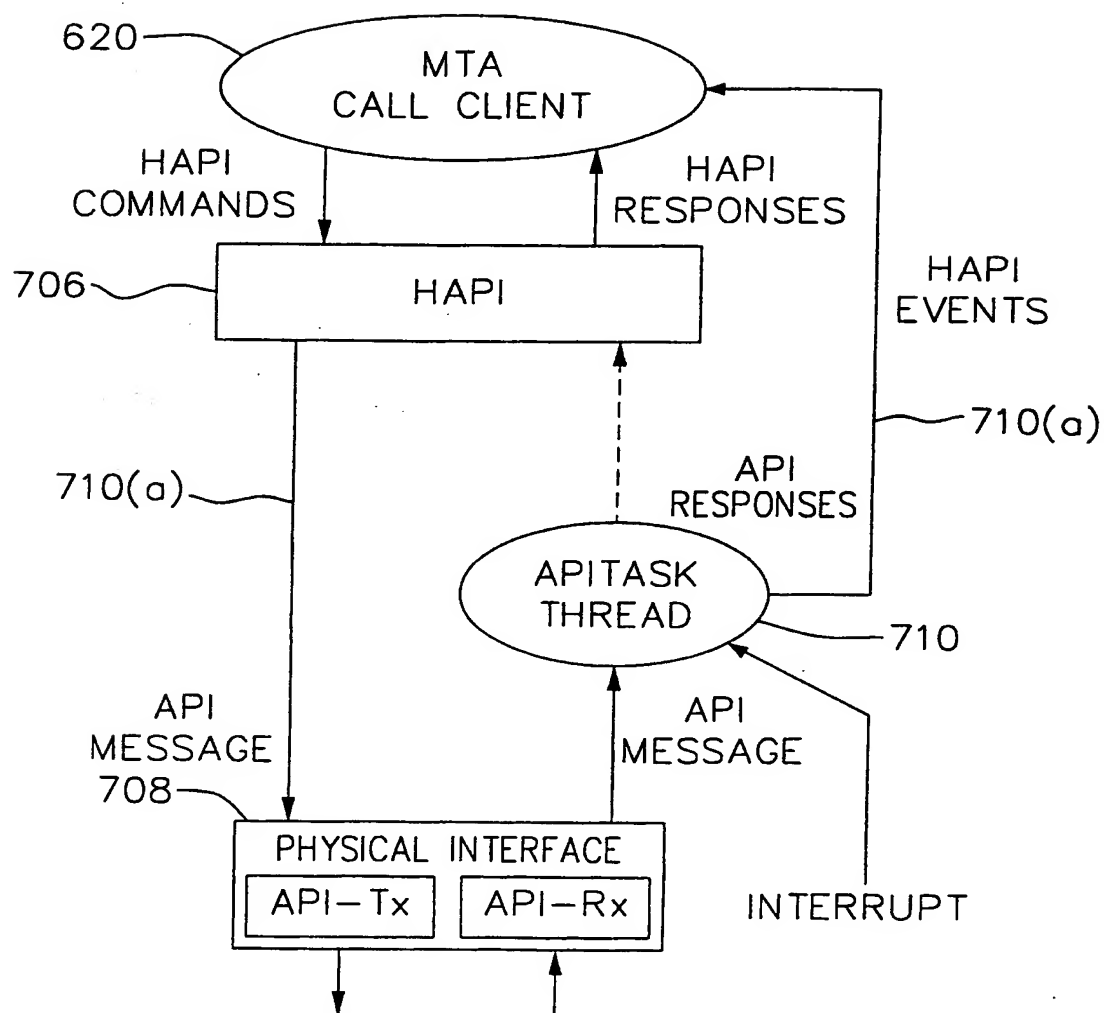 620
MTA
CALL CLIENT
HAPI
COMMANDS
HAPI
RESPONSES
706
HAPI
HAPI
EVENTS
710(a)
710(a)
API
RESPONSES
APITASK
THREAD
710
API
MESSAGE
API
MESSAGE
708
PHYSICAL INTERFACE
API-Tx
API-Rx
INTERRUPT